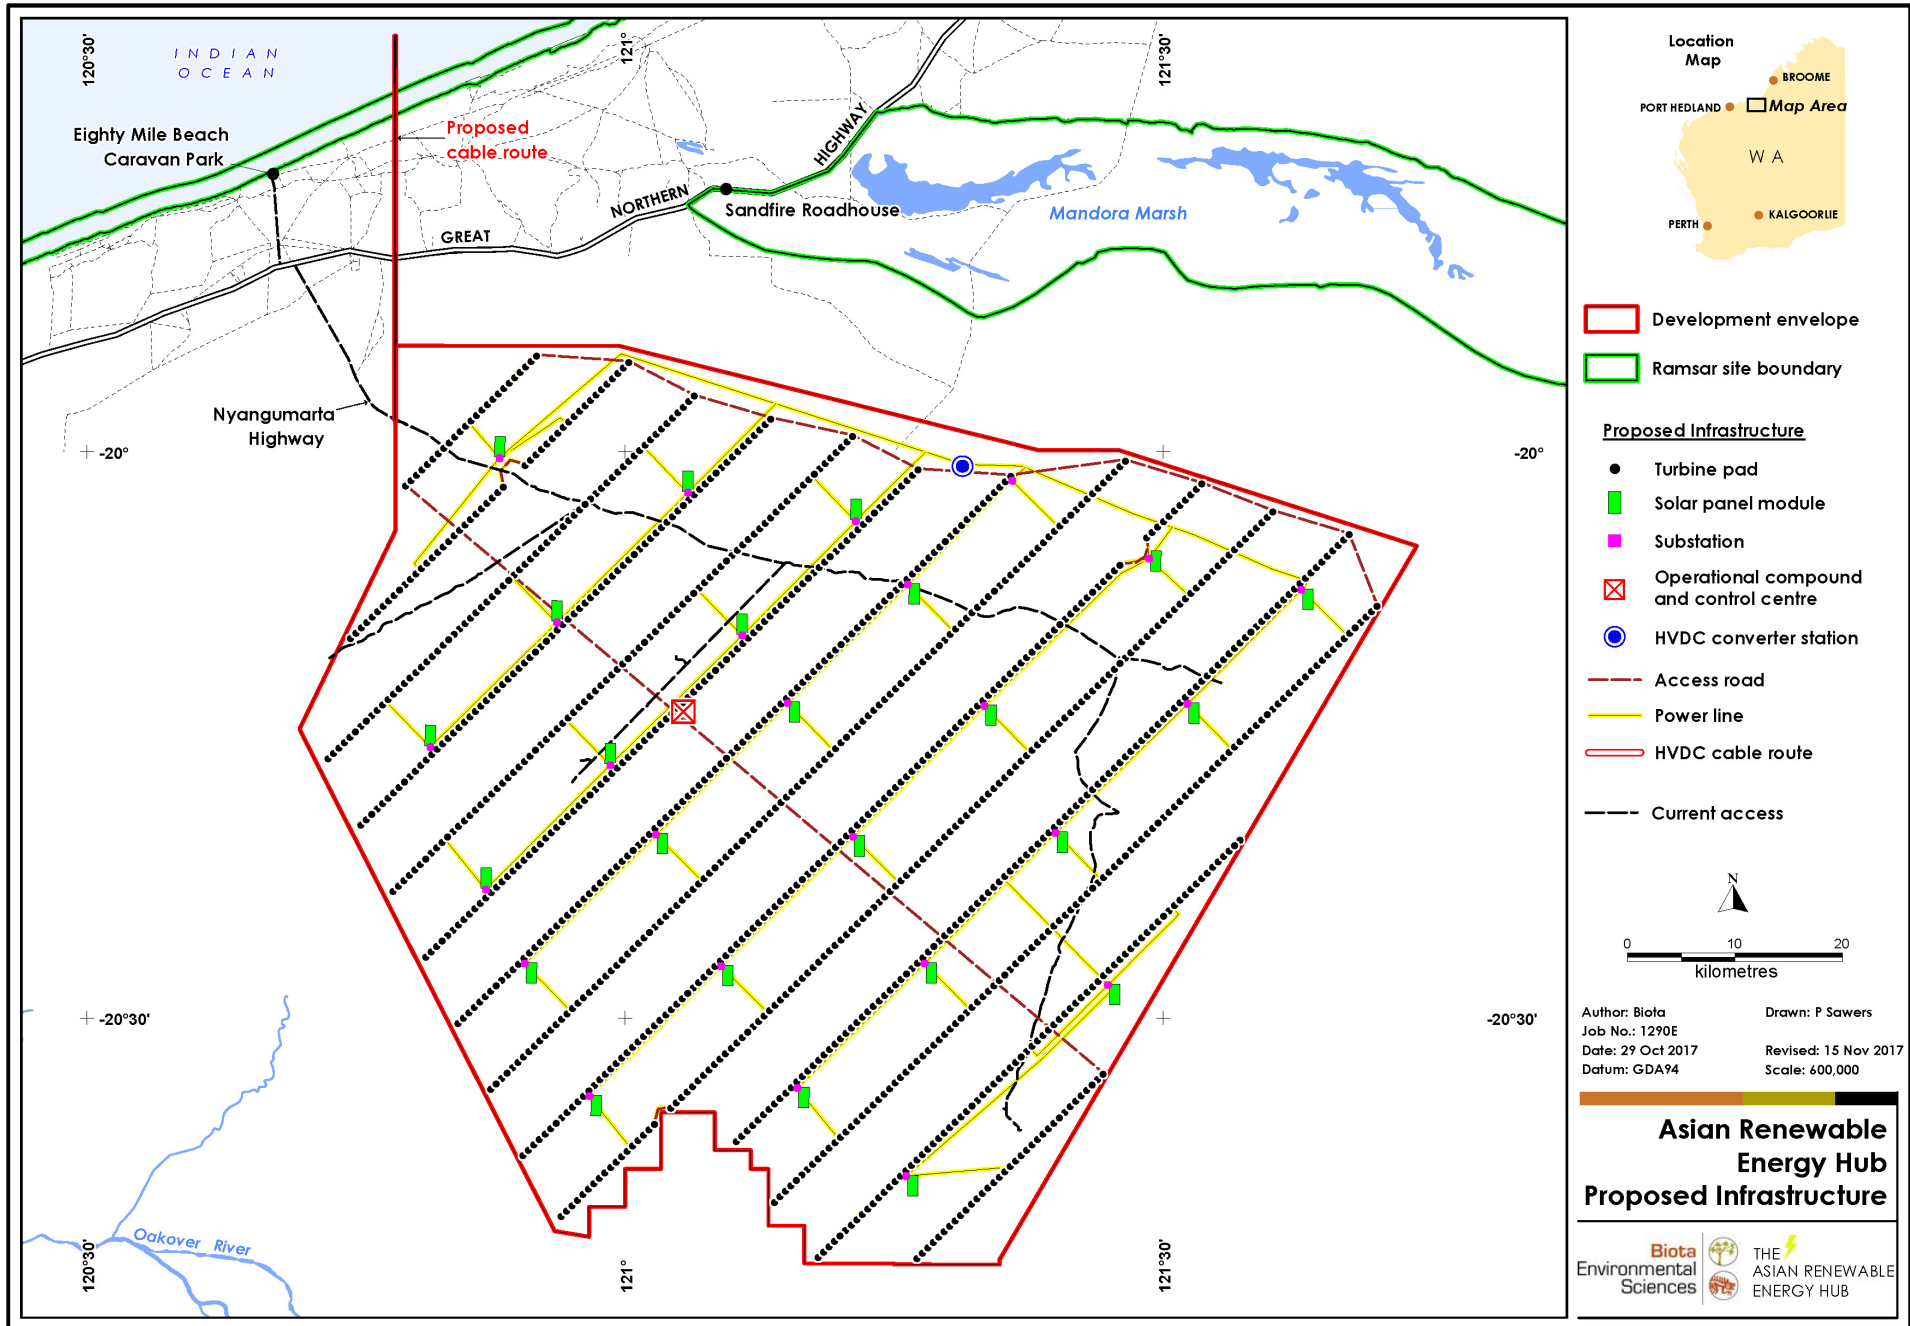 120°30'
121°
121°30'
INDIAN
OCEAN
Eighty Mile Beach
Caravan Park
Proposed
cable route
GREAT
NORTHERN
HIGHWAY
Sandfire Roadhouse
Mandora Marsh
Nyangumarta
Highway
-20°
-20°
-20°30'
-20°30'
Oakover River
120°30'
121°
121°30'
Location
Map
BROOME
PORT HEDLAND
Map Area
WA
KALGOORLIE
PERTH
Development envelope
Ramsar site boundary
Proposed Infrastructure
Turbine pad
Solar panel module
Substation
Operational compound
and control centre
HVDC converter station
Access road
Power line
HVDC cable route
Current access
N
0 10 20
kilometres
Author: Biota Drawn: P Sawers
Job No.: 1290E
Date: 29 Oct 2017 Revised: 15 Nov 2017
Datum: GDA94 Scale: 600,000
Asian Renewable
Energy Hub
Proposed Infrastructure
Biota
Environmental
Sciences
THE
ASIAN RENEWABLE
ENERGY HUB